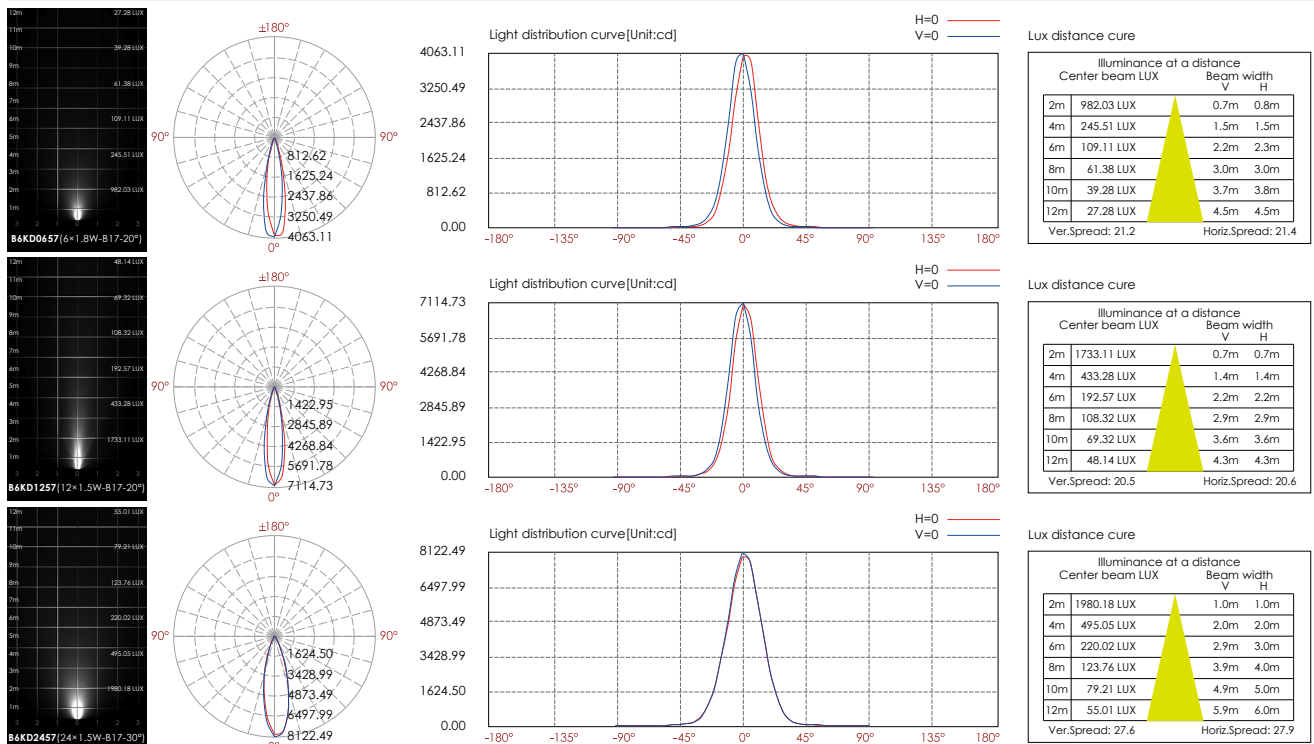 12m 27.28 LUX
11m
10m 39.28 LUX
9m
8m 61.38 LUX
7m
6m 109.11 LUX
5m
4m 245.51 LUX
3m
2m 982.03 LUX
1m
3 2 1 0 1 2 3
B6KD0657(6×1.8W-B17-20°)
±180°
90° 90°
812.62
1625.24
2437.86
3250.49
4063.11
0°
Light distribution curve[Unit:cd]
H=0
V=0
4063.11
3250.49
2437.86
1625.24
812.62
0.00
-180° -135° -90° -45° 0° 45° 90° 135° 180°
Lux distance cure
Illuminance at a distance
Center beam LUX Beam width
V H
2m 982.03 LUX 0.7m 0.8m
4m 245.51 LUX 1.5m 1.5m
6m 109.11 LUX 2.2m 2.3m
8m 61.38 LUX 3.0m 3.0m
10m 39.28 LUX 3.7m 3.8m
12m 27.28 LUX 4.5m 4.5m
Ver.Spread: 21.2 Horiz.Spread: 21.4
12m 48.14 LUX
11m
10m 69.32 LUX
9m
8m 108.32 LUX
7m
6m 192.57 LUX
5m
4m 433.28 LUX
3m
2m 1733.11 LUX
1m
3 2 1 0 1 2 3
B6KD1257(12×1.5W-B17-20°)
±180°
90° 90°
1422.95
2845.89
4268.84
5691.78
7114.73
0°
Light distribution curve[Unit:cd]
H=0
V=0
7114.73
5691.78
4268.84
2845.89
1422.95
0.00
-180° -135° -90° -45° 0° 45° 90° 135° 180°
Lux distance cure
Illuminance at a distance
Center beam LUX Beam width
V H
2m 1733.11 LUX 0.7m 0.7m
4m 433.28 LUX 1.4m 1.4m
6m 192.57 LUX 2.2m 2.2m
8m 108.32 LUX 2.9m 2.9m
10m 69.32 LUX 3.6m 3.6m
12m 48.14 LUX 4.3m 4.3m
Ver.Spread: 20.5 Horiz.Spread: 20.6
12m 55.01 LUX
11m
10m 79.21 LUX
9m
8m 123.76 LUX
7m
6m 220.02 LUX
5m
4m 495.05 LUX
3m
2m 1980.18 LUX
1m
3 2 1 0 1 2 3
B6KD2457(24×1.5W-B17-30°)
±180°
90° 90°
1624.50
3428.99
4873.49
6497.99
8122.49
0°
Light distribution curve[Unit:cd]
H=0
V=0
8122.49
6497.99
4873.49
3428.99
1624.50
0.00
-180° -135° -90° -45° 0° 45° 90° 135° 180°
Lux distance cure
Illuminance at a distance
Center beam LUX Beam width
V H
2m 1980.18 LUX 1.0m 1.0m
4m 495.05 LUX 2.0m 2.0m
6m 220.02 LUX 2.9m 3.0m
8m 123.76 LUX 3.9m 4.0m
10m 79.21 LUX 4.9m 5.0m
12m 55.01 LUX 5.9m 6.0m
Ver.Spread: 27.6 Horiz.Spread: 27.9